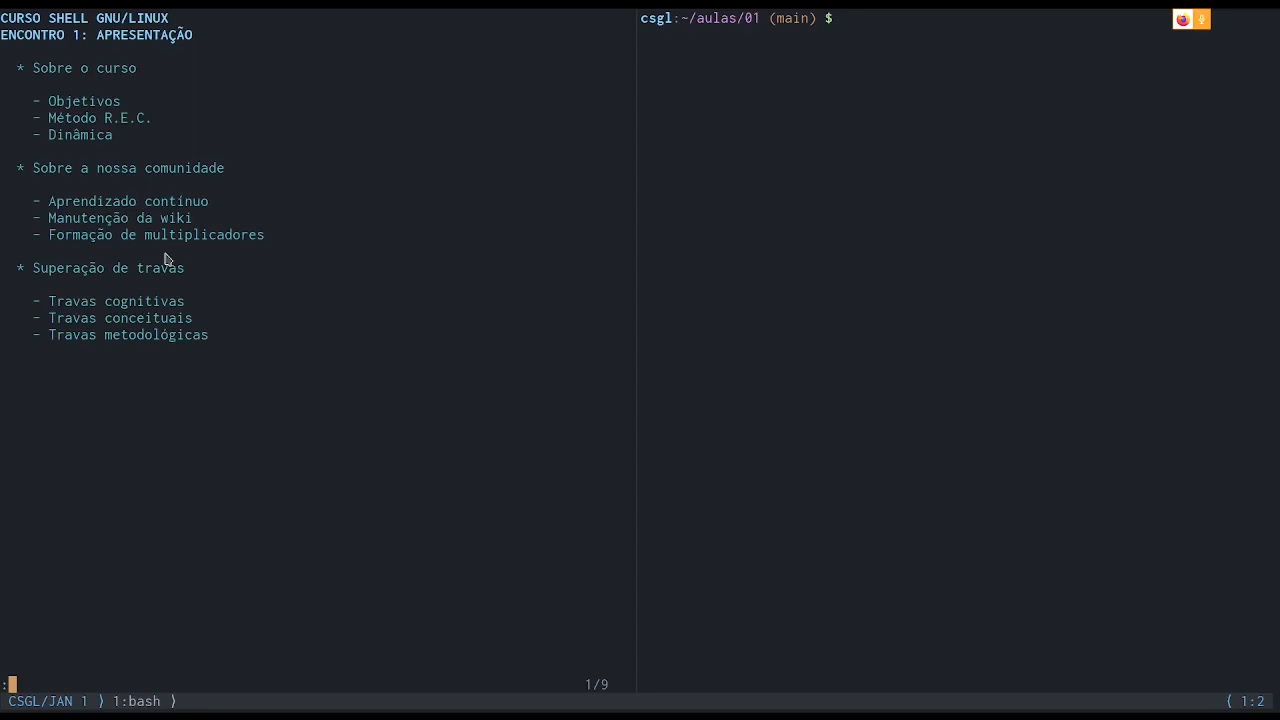 CURSO SHELL GNU/LINUX
ENCONTRO 1: APRESENTAÇÃO
* Sobre o curso
- Objetivos
- Método R.E.C.
- Dinâmica
* Sobre a nossa comunidade
- Aprendizado contínuo
- Manutenção da wiki
- Formação de multiplicadores
* Superação de travas
- Travas cognitivas
- Travas conceituais
- Travas metodológicas
:
1/9
csgl:~/aulas/01 (main) $
CSGL/JAN 1 ⟩ 1:bash ⟩
⟨ 1:2